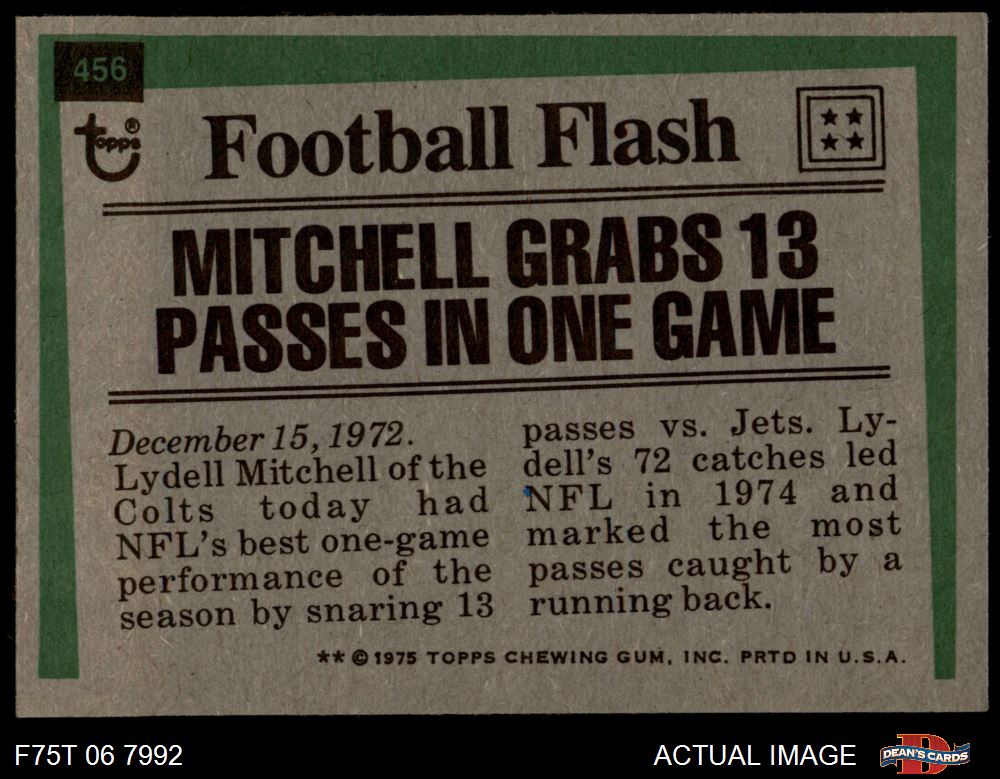 456
topps®
Football Flash
MITCHELL GRABS 13
PASSES IN ONE GAME
December 15, 1972.
Lydell Mitchell of the
Colts today had
NFL's best one-game
performance of the
season by snaring 13
passes vs. Jets. Ly-
dell's 72 catches led
NFL in 1974 and
marked the most
passes caught by a
running back.
** © 1975 TOPPS CHEWING GUM, INC. PRTD IN U.S.A.
F75T 06 7992
ACTUAL IMAGE
D
DEAN'S CARDS